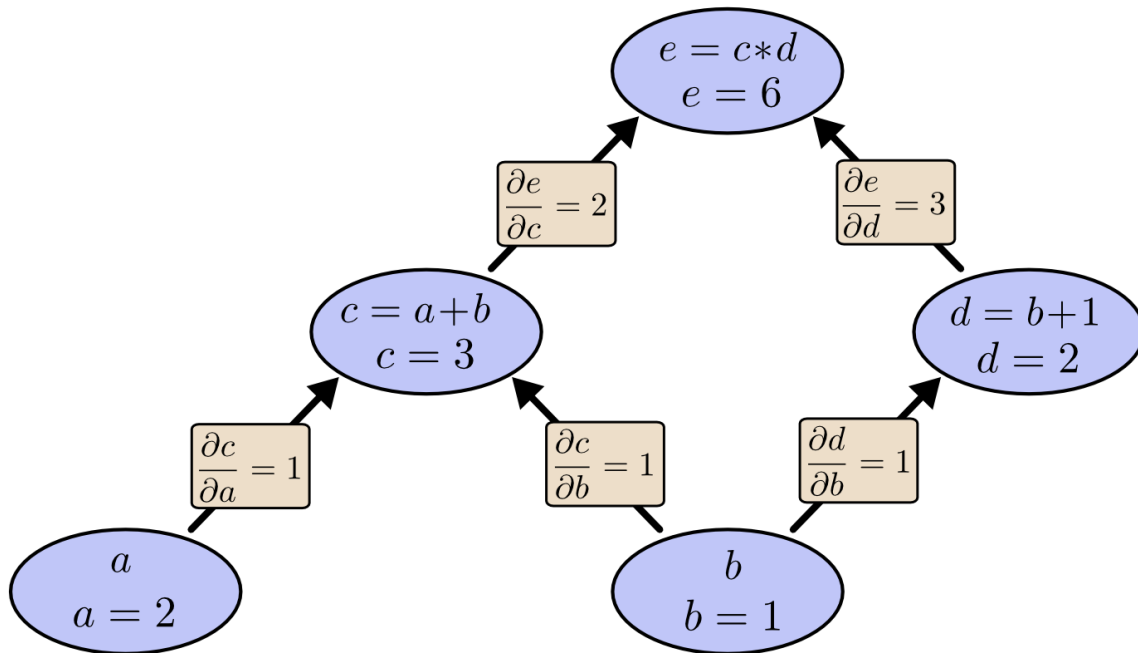 e = c*d
e = 6
∂e/∂c = 2
∂e/∂d = 3
c = a+b
c = 3
d = b+1
d = 2
∂c/∂a = 1
∂c/∂b = 1
∂d/∂b = 1
a
a = 2
b
b = 1